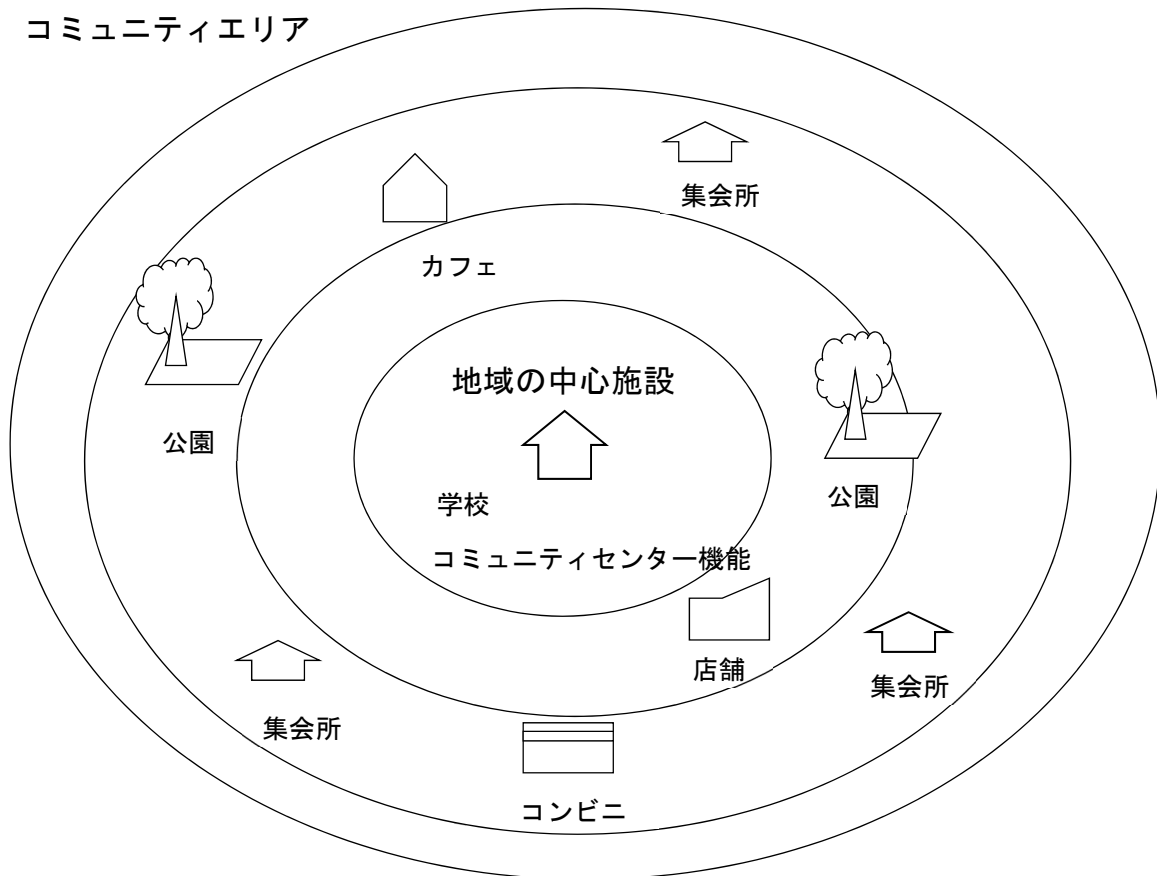 コミュニティエリア
集会所
カフェ
地域の中心施設
公園
公園
学校
コミュニティセンター機能
店舗
集会所
集会所
コンビニ